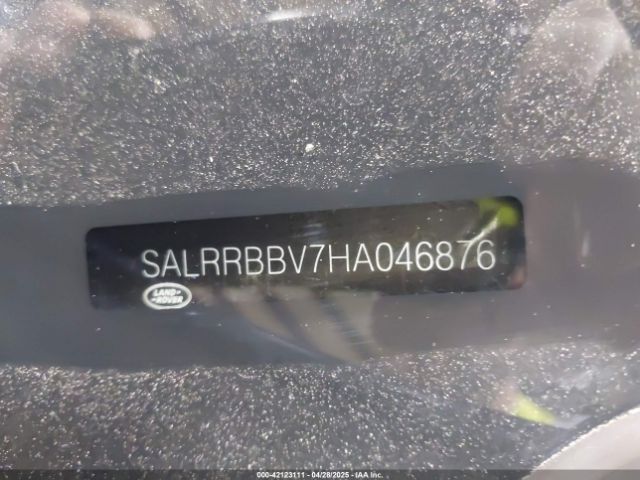 SALRRBBV7HA046876
LAND-
-ROVER
000-42123111 - 04/28/2025 - IAA Inc.